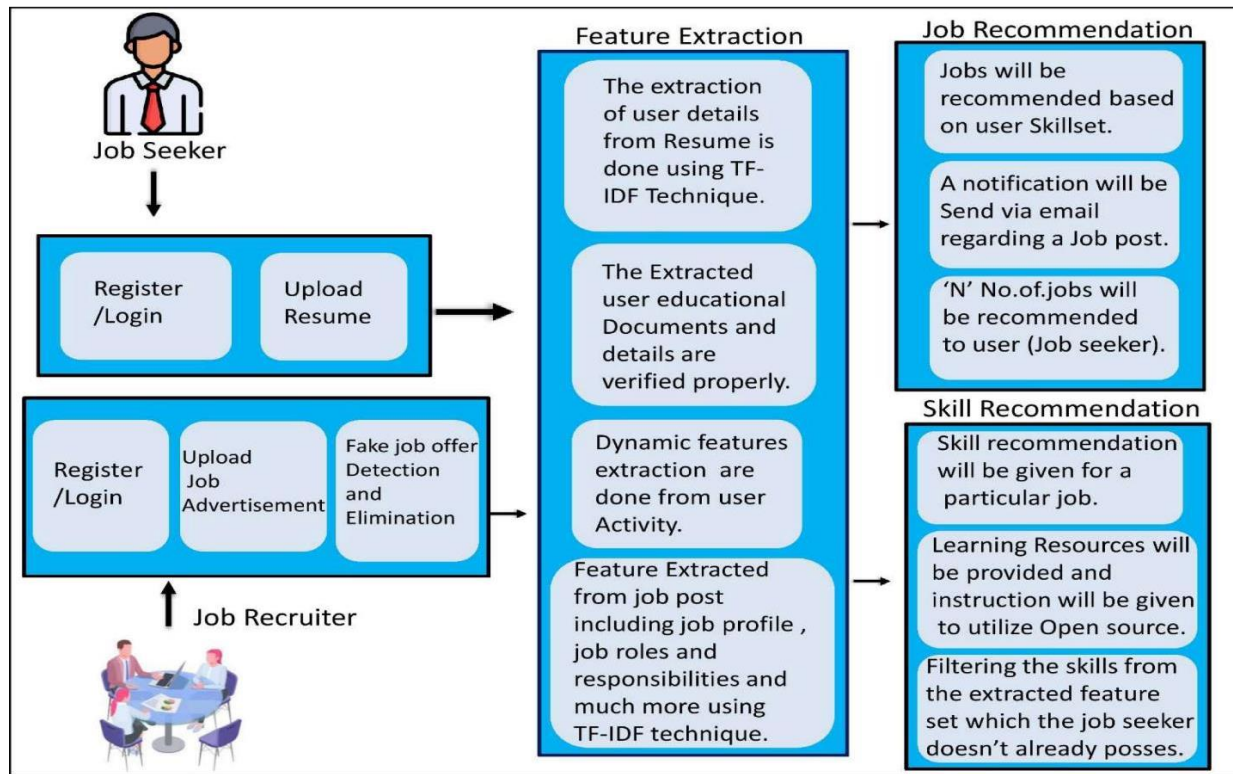 Job Seeker
Register
/Login
Upload
Resume
Register
/Login
Upload
Job
Advertisement
Fake job offer
Detection
and
Elimination
Job Recruiter
Feature Extraction
The extraction
of user details
from Resume is
done using TF-
IDF Technique.
The Extracted
user educational
Documents and
details are
verified properly.
Dynamic features
extraction are
done from user
Activity.
Feature Extracted
from job post
including job profile ,
job roles and
responsibilities and
much more using
TF-IDF technique.
Job Recommendation
Jobs will be
recommended based
on user Skillset.
A notification will be
Send via email
regarding a Job post.
‘N’ No.of.jobs will
be recommended
to user (Job seeker).
Skill Recommendation
Skill recommendation
will be given for a
particular job.
Learning Resources will
be provided and
instruction will be given
to utilize Open source.
Filtering the skills from
the extracted feature
set which the job seeker
doesn’t already posses.